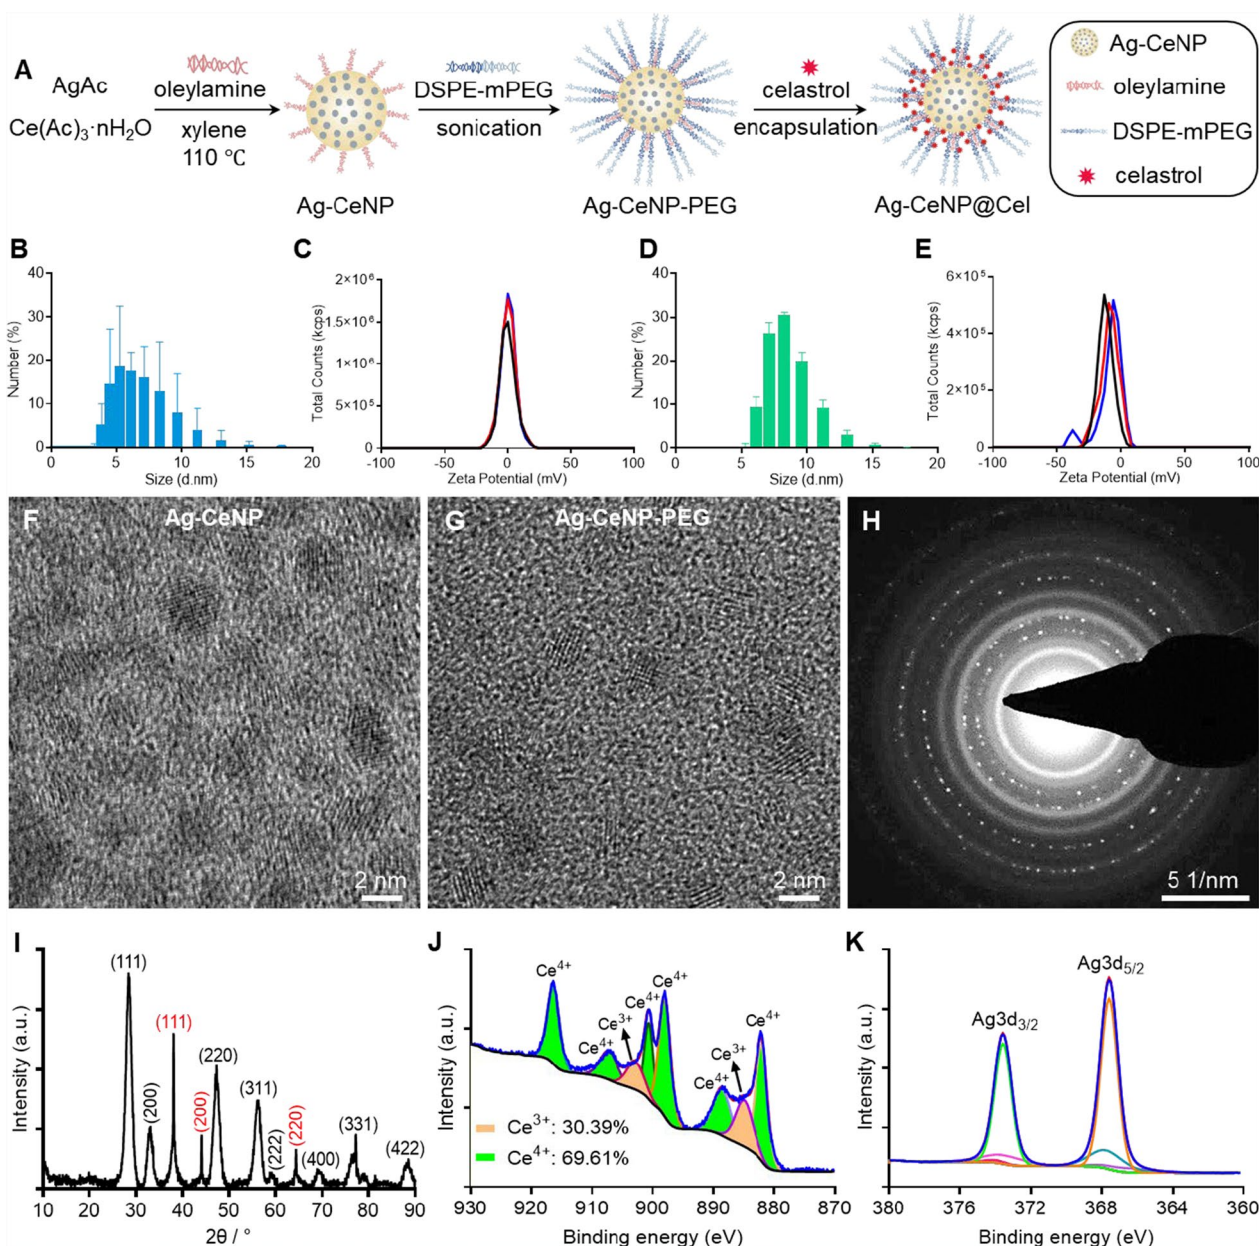 A
AgAc
Ce(Ac)₃·nH₂O
oleylamine
xylene
110 ℃
Ag-CeNP
DSPE-mPEG
sonication
Ag-CeNP-PEG
celastrol
encapsulation
Ag-CeNP@Cel
Ag-CeNP
oleylamine
DSPE-mPEG
celastrol
B
Number (%)
40
30
20
10
0
0 5 10 15 20
Size (d.nm)
C
Total Counts (kcps)
2×10⁶
1.5×10⁶
1×10⁶
5×10⁵
0
-100 -50 0 50 100
Zeta Potential (mV)
D
Number (%)
40
30
20
10
0
0 5 10 15 20
Size (d.nm)
E
Total Counts (kcps)
6×10⁵
4×10⁵
2×10⁵
0
-100 -50 0 50 100
Zeta Potential (mV)
F
Ag-CeNP
2 nm
G
Ag-CeNP-PEG
2 nm
H
5 1/nm
I
Intensity (a.u.)
(111)
(200)
(111)
(200)
(220)
(311)
(222)
(220)
(400)
(331)
(422)
10 20 30 40 50 60 70 80 90
2θ / °
J
Intensity (a.u.)
Ce⁴⁺
Ce⁴⁺
Ce³⁺
Ce⁴⁺
Ce⁴⁺
Ce⁴⁺
Ce³⁺
Ce⁴⁺
Ce³⁺: 30.39%
Ce⁴⁺: 69.61%
930 920 910 900 890 880 870
Binding energy (eV)
K
Intensity (a.u.)
Ag3d₃/₂
Ag3d₅/₂
380 376 372 368 364 360
Binding energy (eV)